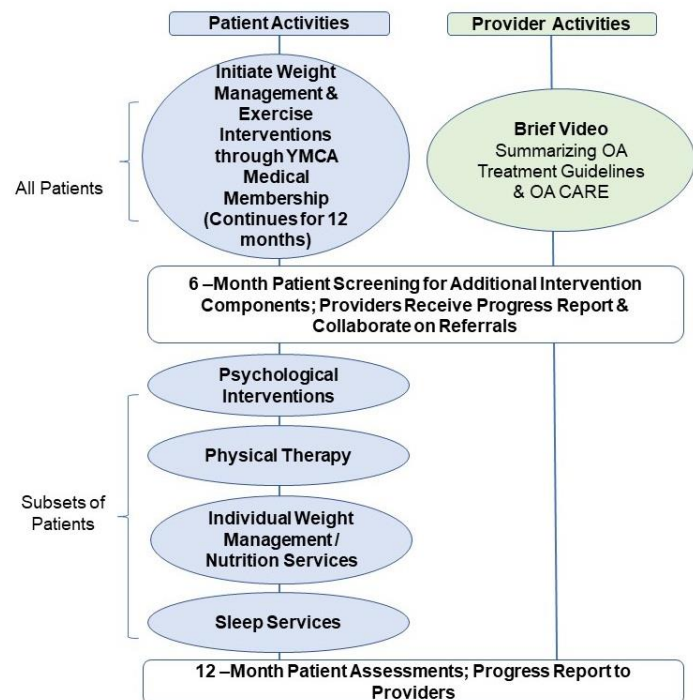 Patient Activities
Provider Activities
Initiate Weight
Management &
Exercise
Interventions
through YMCA
Medical
Membership
(Continues for 12
months)
All Patients
Brief Video
Summarizing OA
Treatment Guidelines
& OA CARE
6 –Month Patient Screening for Additional Intervention
Components; Providers Receive Progress Report &
Collaborate on Referrals
Psychological
Interventions
Physical Therapy
Subsets of
Patients
Individual Weight
Management /
Nutrition Services
Sleep Services
12 –Month Patient Assessments; Progress Report to
Providers